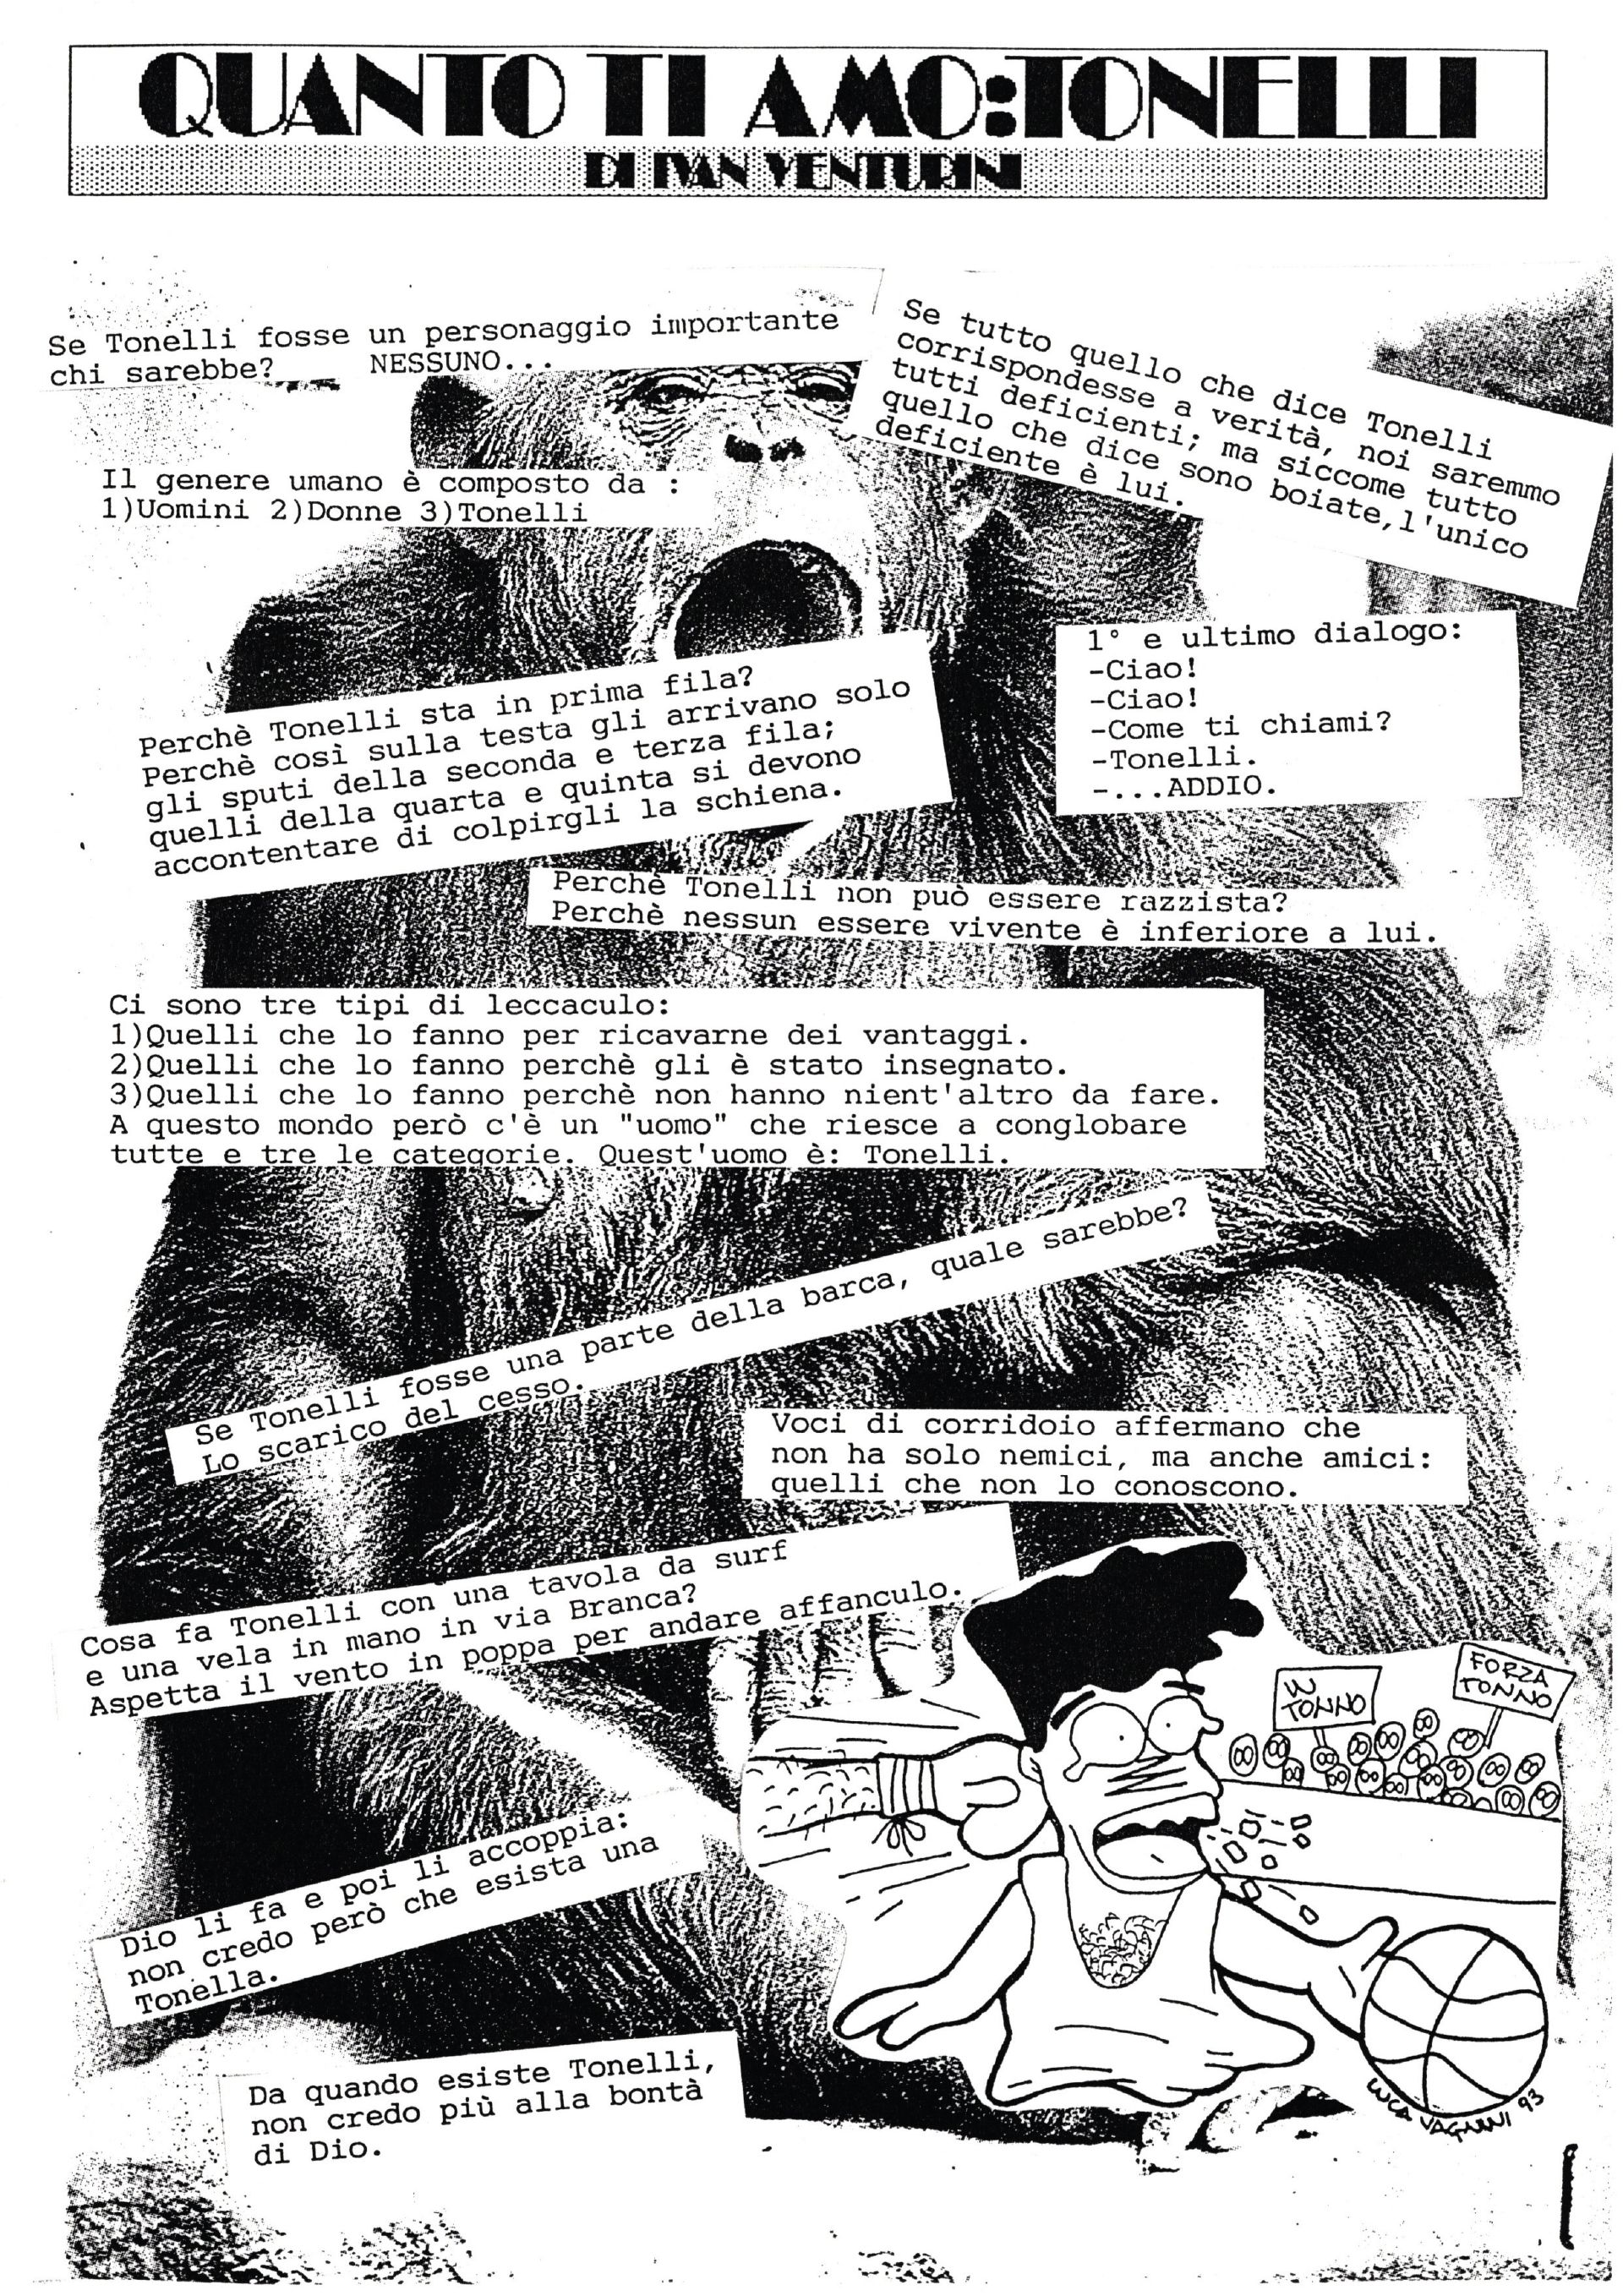 QUANTO TI AMO:TONELLI
DI IVAN VENTURINI
Se Tonelli fosse un personaggio importante
chi sarebbe? NESSUNO...
Se tutto quello che dice Tonelli
corrispondesse a verità, noi saremmo
tutti deficienti; ma siccome tutto
quello che dice sono boiate,l'unico
deficiente è lui.
Il genere umano è composto da :
1)Uomini 2)Donne 3)Tonelli
1° e ultimo dialogo:
-Ciao!
-Ciao!
-Come ti chiami?
-Tonelli.
-...ADDIO.
Perchè Tonelli sta in prima fila?
Perchè così sulla testa gli arrivano solo
gli sputi della seconda e terza fila;
quelli della quarta e quinta si devono
accontentare di colpirgli la schiena.
Perchè Tonelli non può essere razzista?
Perchè nessun essere vivente è inferiore a lui.
Ci sono tre tipi di leccaculo:
1)Quelli che lo fanno per ricavarne dei vantaggi.
2)Quelli che lo fanno perchè gli è stato insegnato.
3)Quelli che lo fanno perchè non hanno nient'altro da fare.
A questo mondo però c'è un "uomo" che riesce a conglobare
tutte e tre le categorie. Quest'uomo è: Tonelli.
Se Tonelli fosse una parte della barca, quale sarebbe?
Lo scarico del cesso.
Voci di corridoio affermano che
non ha solo nemici, ma anche amici:
quelli che non lo conoscono.
Cosa fa Tonelli con una tavola da surf
e una vela in mano in via Branca?
Aspetta il vento in poppa per andare affanculo.
W
TONNO
FORZA
TONNO
Dio li fa e poi li accoppia:
non credo però che esista una
Tonella.
Da quando esiste Tonelli,
non credo più alla bontà
di Dio.
LUCA VAGNINI 93